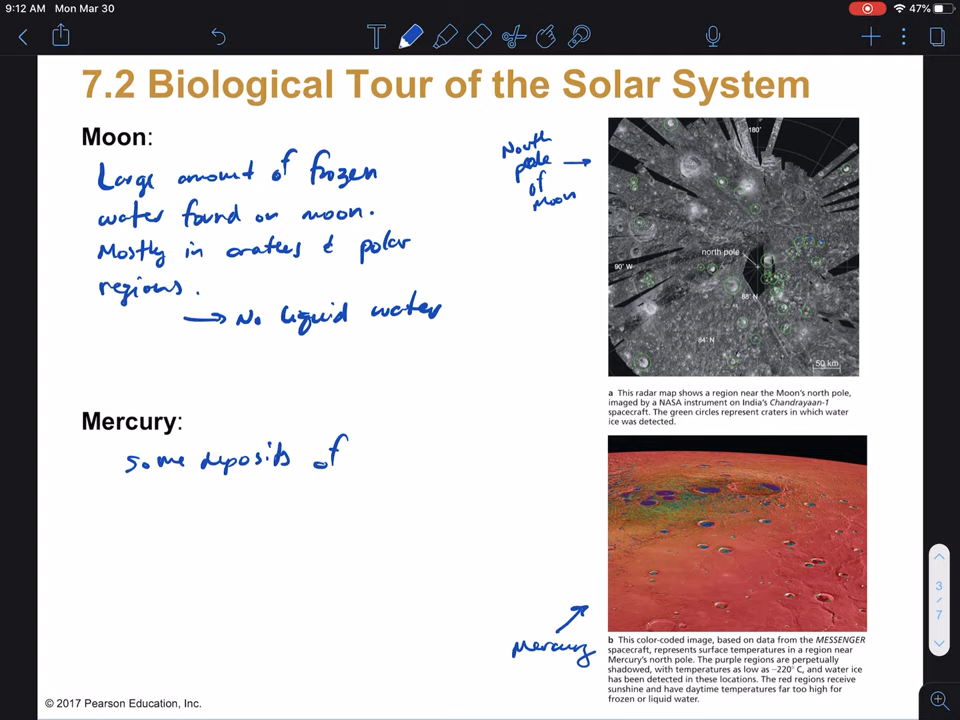 9:12 AM Mon Mar 30
47%
7.2 Biological Tour of the Solar System
Moon:
Large amount of frozen
water found on moon.
Mostly in craters & polar
regions.
→ No liquid water
North
pole →
of
Moon
180°
north pole
90° W
88° N
84° N
50 km
a This radar map shows a region near the Moon's north pole,
imaged by a NASA instrument on India's Chandrayaan-1
spacecraft. The green circles represent craters in which water
ice was detected.
Mercury:
some deposits of
Mercury
b This color-coded image, based on data from the MESSENGER
spacecraft, represents surface temperatures in a region near
Mercury's north pole. The purple regions are perpetually
shadowed, with temperatures as low as −220° C, and water ice
has been detected in these locations. The red regions receive
sunshine and have daytime temperatures far too high for
frozen or liquid water.
3
/
7
© 2017 Pearson Education, Inc.